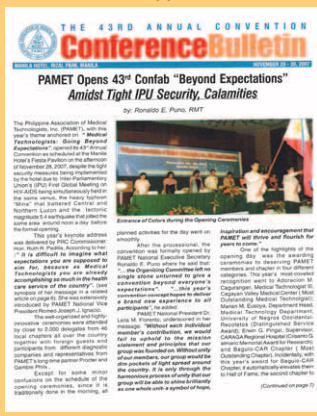 THE 43RD ANNUAL CONVENTION
Conference Bulletin
MANILA HOTEL, RIZAL PARK, MANILA
NOVEMBER 28 - 30, 2007
PAMET Opens 43rd Confab "Beyond Expectations"
Amidst Tight IPU Security, Calamities
by: Ronaldo E. Puno, RMT
The Philippine Association of Medical
Technologists, Inc. (PAMET), with this
year's theme anchored on "Medical
Technologists: Going Beyond
Expectations" opened its 43rd Annual
Convention as scheduled at the Manila
Hotel's Fiesta Pavilion on the afternoon
of November 28, 2007, despite the tight
security measures being implemented
by the hotel due to Inter-Parliamentary
Union's (IPU) First Global Meeting on
HIV AIDS being simultaneously held in
the same venue, the heavy typhoon
"Mina" that battered Central and
Northern Luzon and the tectonic
magnitude 5.4 earthquake that jolted the
same area around noon a day before
the formal opening.
This year's keynote address
was delivered by PRC Commissioner:
Hon. Ruth R. Padilla. According to her:
" It is difficult to imagine what
expectations you are supposed to
aim for, because as Medical
Technologists you are already
accomplishing so much in the health
care service of the country". (see
synopsis of her message in a related
article on page 6). She was extensively
introduced by PAMET National Vice
President Romeo Joseph J. Ignacio.
The well-organized and highly-
innovative ceremonies were attended
by close to 2,000 delegates from 46
local chapters all over the country
together with foreign guests and
participants from different diagnostic
companies and representatives from
PAMET's long-time partner Procter and
Gamble Phils.
Except for some minor
confusions on the schedule of the
opening ceremonies, since it is
traditionally done in the morning, all
Entrance of Colors during the Opening Ceremonies
planned activities for the day went on
smoothly.
After the processional, the
convention was formally opened by
PAMET National Executive Secretary
Ronaldo E. Puno where he said that:
"... the Organizing Committee left no
single stone unturned to give a
convention beyond everyone's
expectations". "...this year's
convention concept hopes to deliver
a brand new experience to all
participants", he added.
PAMET National President Dr.
Leila M. Florento, underscored in her
message "Without each individual
member's contribution, we would
fail to uphold to the mission
statement and principles that our
group was founded on. Without unity
of our members, our group would be
dim pockets of light spread around
the country. It is only through the
harmonious process of unity that our
group will be able to shine brilliantly
as one whole unit- a symbol of hope,
inspiration and encouragement that
PAMET will thrive and flourish for
years to come."
One of the highlights of the
opening day was the awarding
ceremonies to deserving PAMET
members and chapter in four different
categories. This year's most-coveted
recognition went to
Medical Technologist III,
Cagayan Valley Medical Center ( Most
Outstanding Medical Technologist),
Marian M. Head,
Medical Technology Department,
University of Negros Occidental-
Recoletos (Distinguished Service
Award), Erwin G. Pingo, Supervisor,
CARAGA Regional Hospital
Memorial Award for Research)
and Baguio-CAR Chapter ( Most
Outstanding Chapter). Incidentally, with
this year's award for Baguio-CAR
Chapter, it automatically elevates them
to Hall of Fame, the second chapter to
(Continued on page 7)